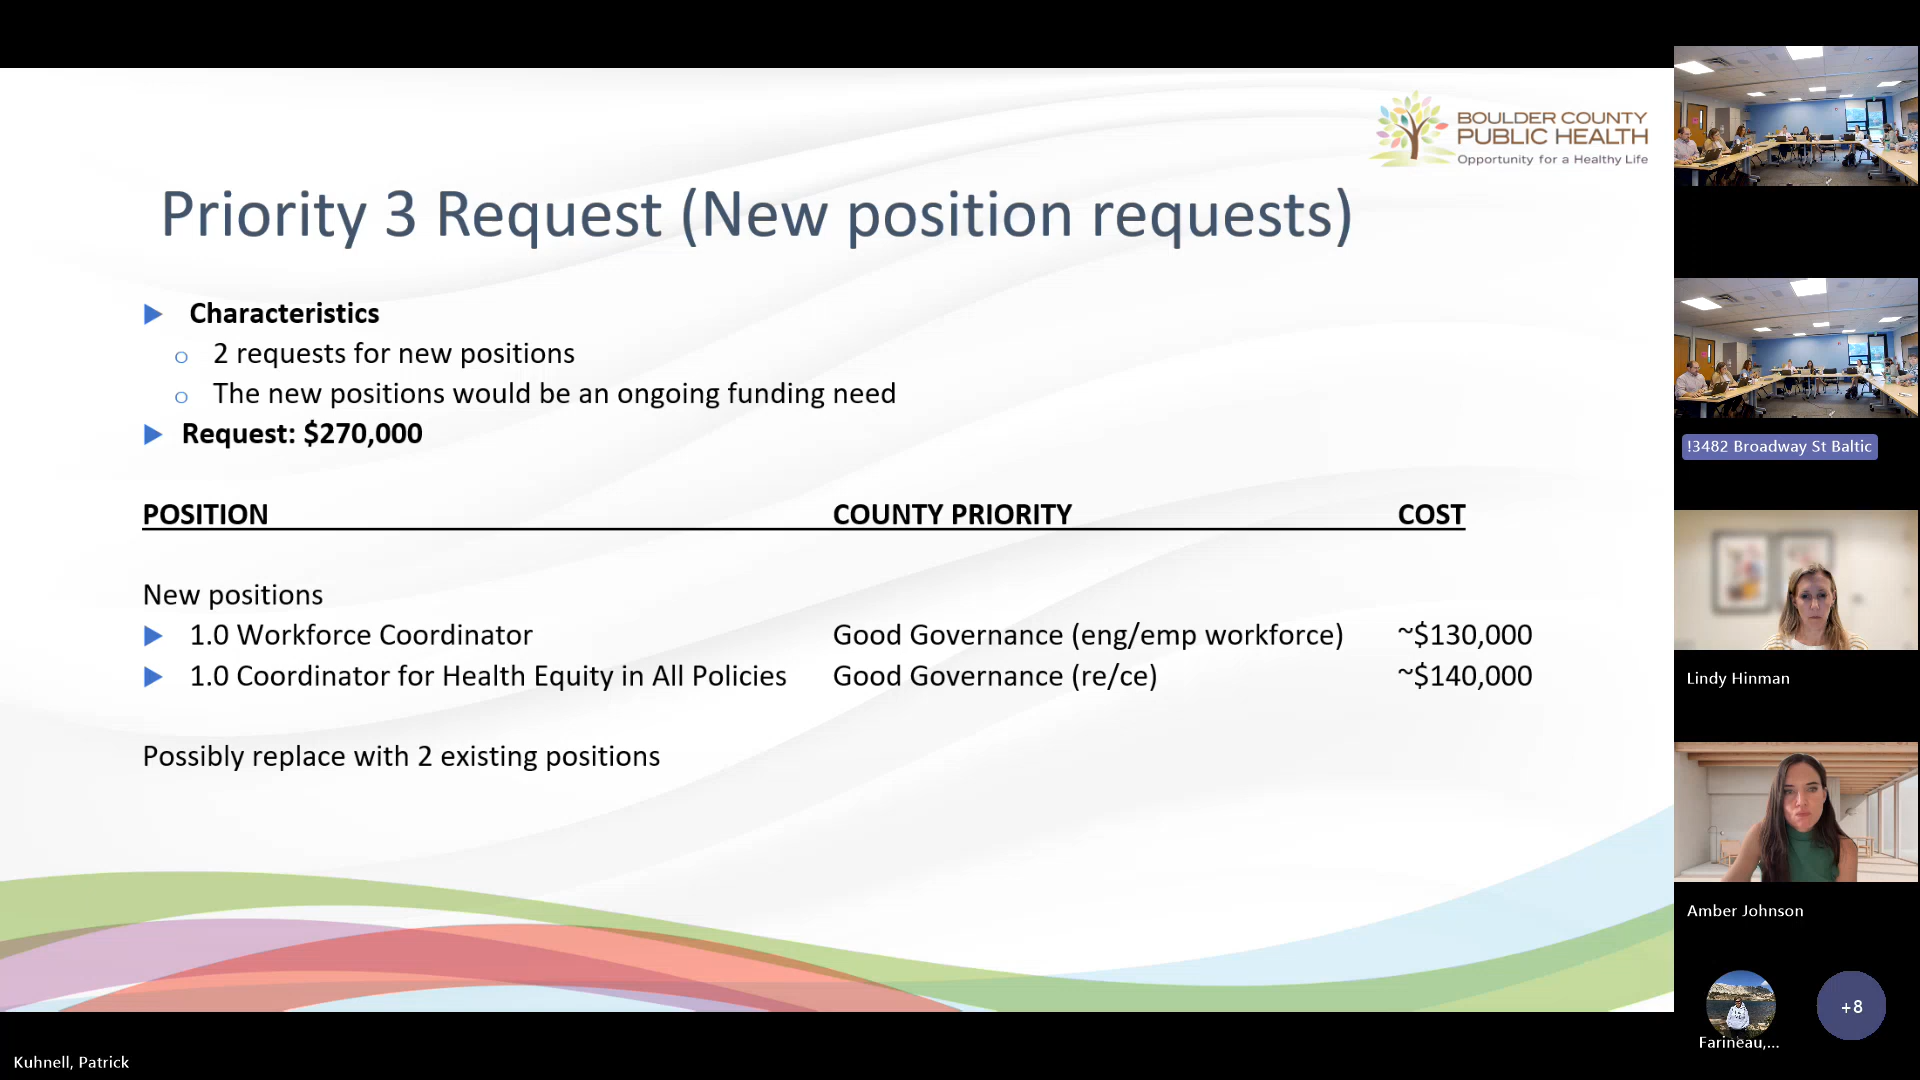 BOULDER COUNTY
PUBLIC HEALTH
Opportunity for a Healthy Life
Priority 3 Request (New position requests)
Characteristics
2 requests for new positions
The new positions would be an ongoing funding need
Request: $270,000
POSITION COUNTY PRIORITY COST
New positions
1.0 Workforce Coordinator Good Governance (eng/emp workforce) ~$130,000
1.0 Coordinator for Health Equity in All Policies Good Governance (re/ce) ~$140,000
Possibly replace with 2 existing positions
!3482 Broadway St Baltic
Lindy Hinman
Amber Johnson
Farineau,...
+8
Kuhnell, Patrick